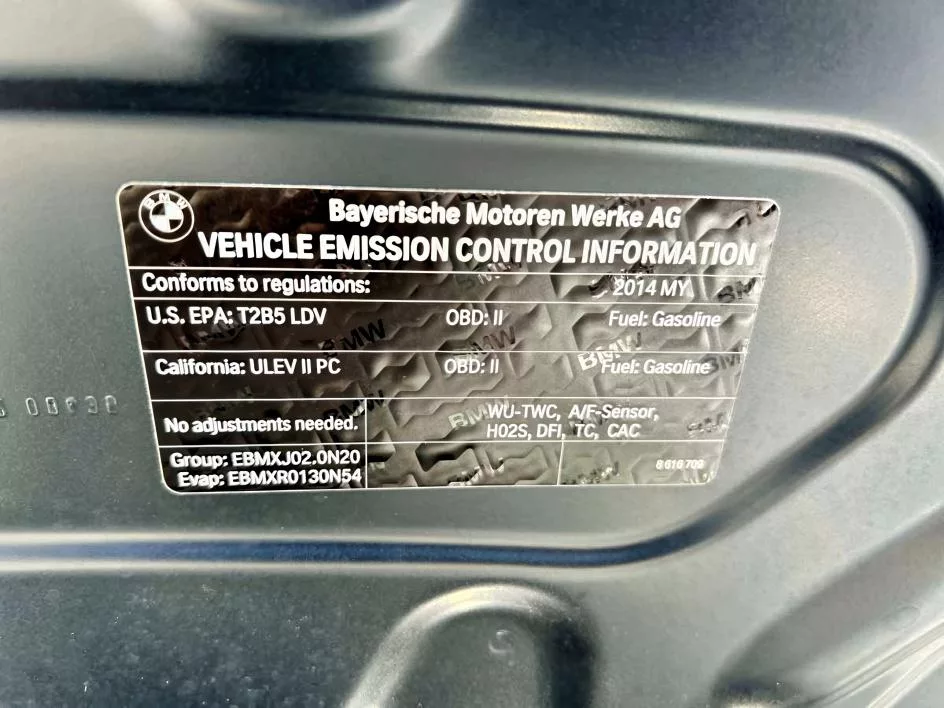 BMW
Bayerische Motoren Werke AG
VEHICLE EMISSION CONTROL INFORMATION
Conforms to regulations: 2014 MY
U.S. EPA: T2B5 LDV OBD: II Fuel: Gasoline
California: ULEV II PC OBD: II Fuel: Gasoline
No adjustments needed.
WU-TWC, A/F-Sensor,
HO2S, DFI, TC, CAC
Group: EBMXJ02.0N20
Evap: EBMXR0130N54
8 616 709